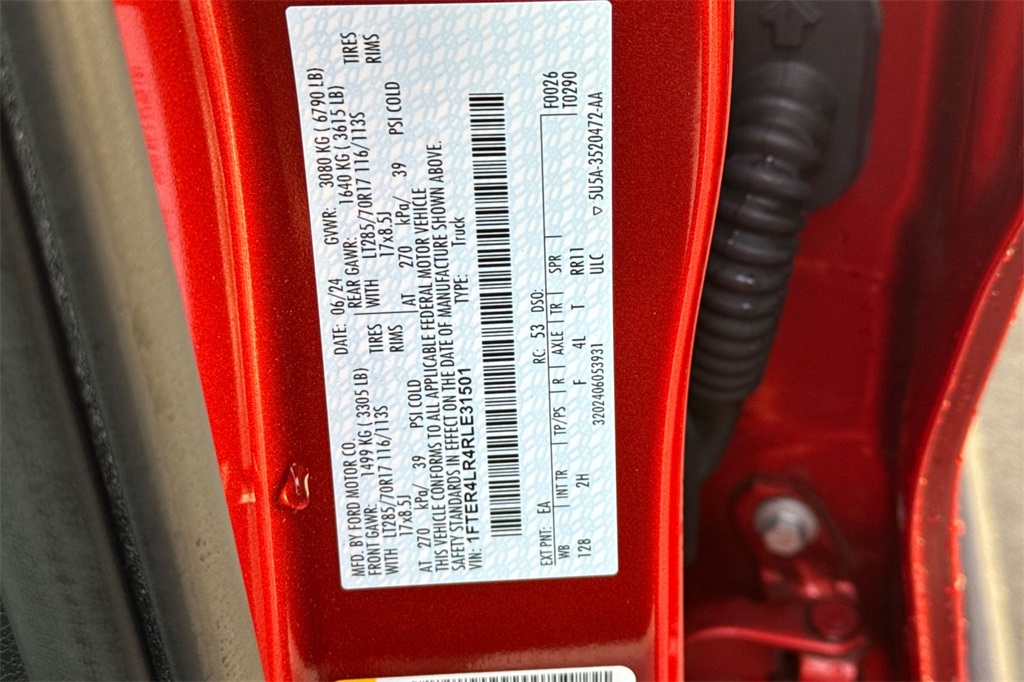 MFD. BY FORD MOTOR CO. DATE: 06/24 GVWR: 3080 KG ( 6790 LB)
FRONT GAWR: 1499 KG ( 3305 LB) REAR GAWR: 1640 KG ( 3615 LB)
WITH LT285/70R17 116/113S TIRES WITH LT285/70R17 116/113S TIRES
17x8.5J RIMS 17x8.5J RIMS
AT 270 kPa/ 39 PSI COLD AT 270 kPa/ 39 PSI COLD
THIS VEHICLE CONFORMS TO ALL APPLICABLE FEDERAL MOTOR VEHICLE
SAFETY STANDARDS IN EFFECT ON THE DATE OF MANUFACTURE SHOWN ABOVE.
VIN: 1FTER4LR4RLE31501 TYPE: Truck
EXT PNT: EA RC: 53 DSO: F0026
WB INT TR TP/PS R AXLE TR SPR T0290
128 2H F 4L T RR11
3202406053931 ULC ▽ 5U5A-3520472-AA